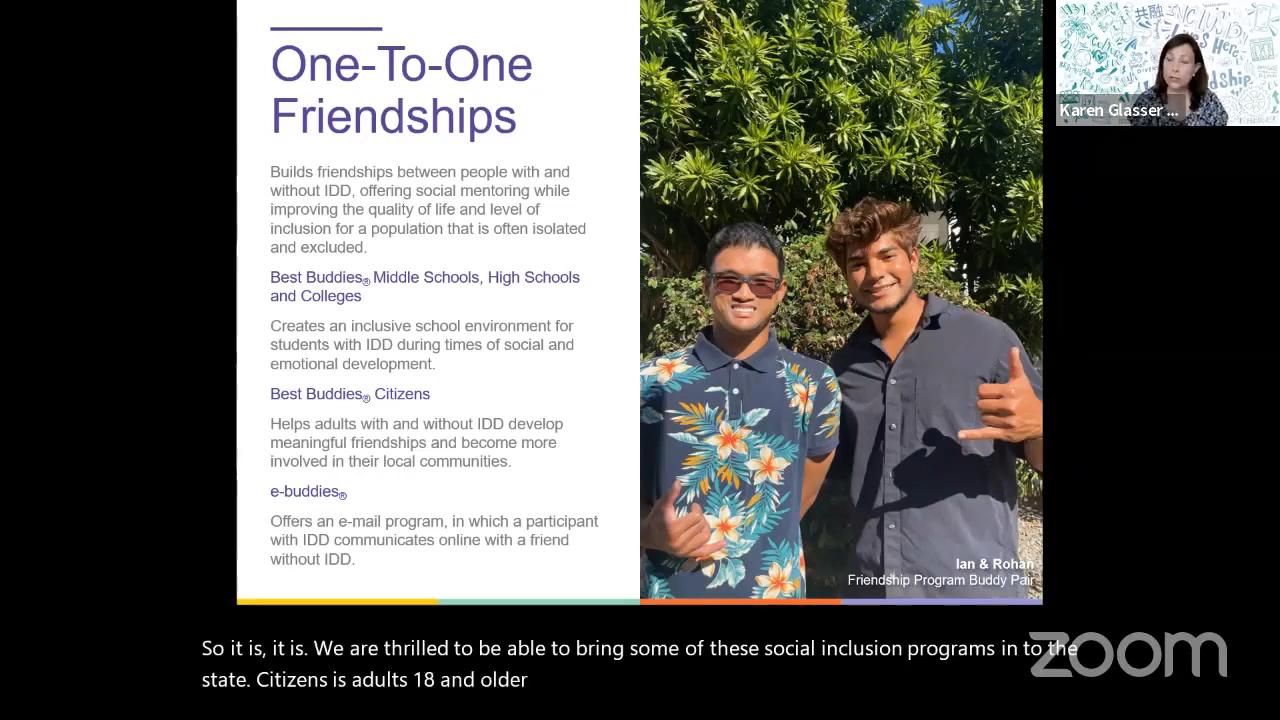 One-To-One
Friendships
Builds friendships between people with and
without IDD, offering social mentoring while
improving the quality of life and level of
inclusion for a population that is often isolated
and excluded.
Best Buddies® Middle Schools, High Schools
and Colleges
Creates an inclusive school environment for
students with IDD during times of social and
emotional development.
Best Buddies® Citizens
Helps adults with and without IDD develop
meaningful friendships and become more
involved in their local communities.
e-buddies®
Offers an e-mail program, in which a participant
with IDD communicates online with a friend
without IDD.
Ian & Rohan
Friendship Program Buddy Pair
共融
Here
Karen Glasser ...
So it is, it is. We are thrilled to be able to bring some of these social inclusion programs in to the
state. Citizens is adults 18 and older
zoom